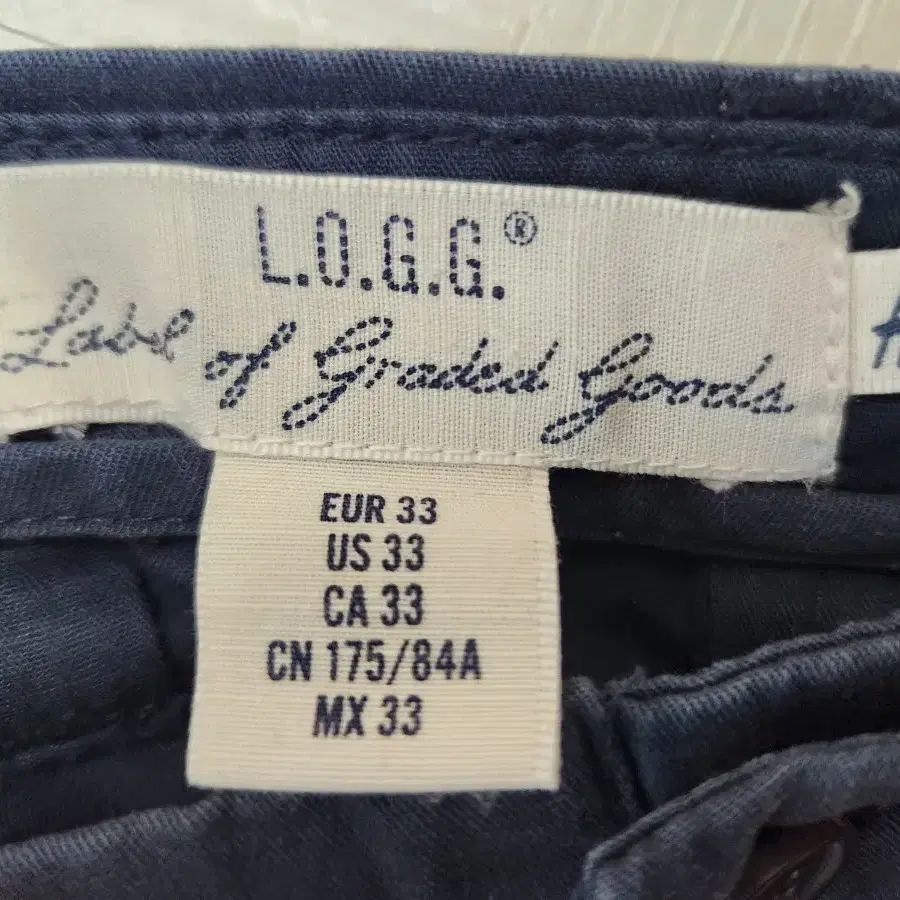 L.O.G.G.®
Label of Graded Goods
EUR 33
US 33
CA 33
CN 175/84A
MX 33